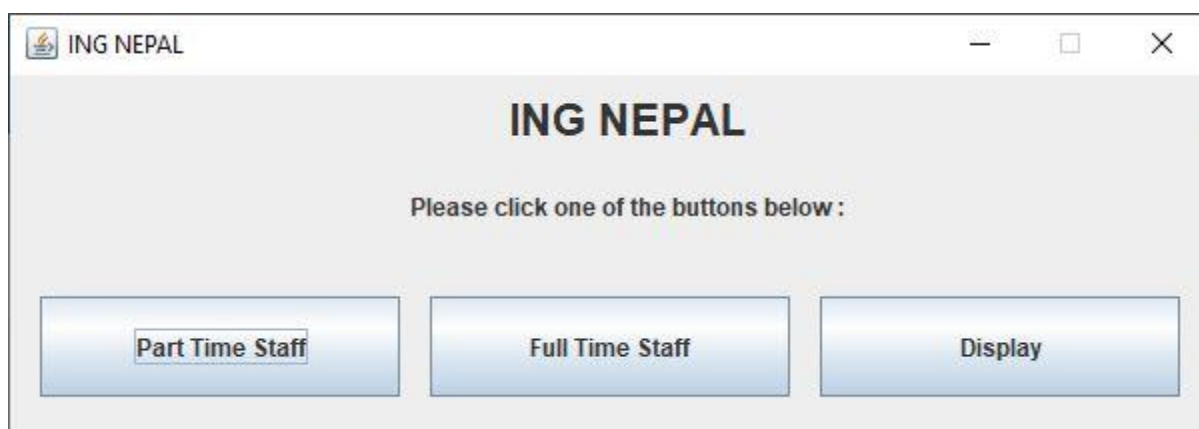 ING NEPAL
ING NEPAL
Please click one of the buttons below :
Part Time Staff Full Time Staff Display